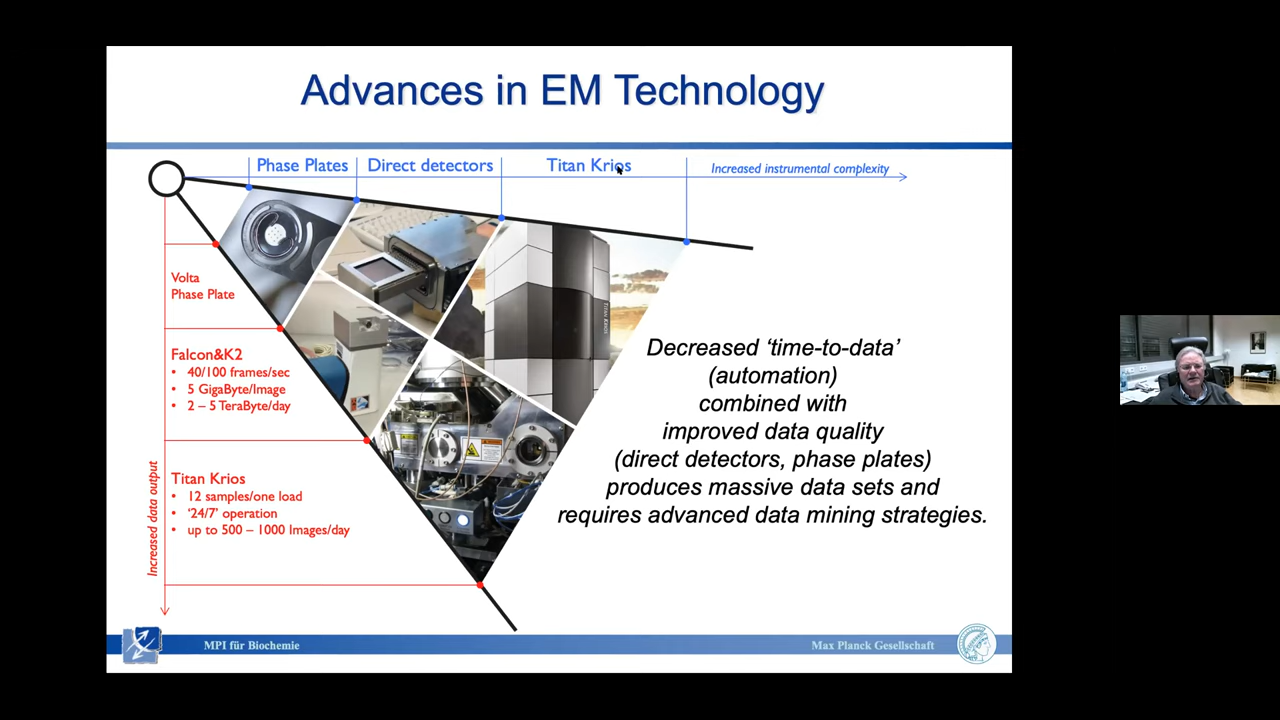 Advances in EM Technology
Phase Plates
Direct detectors
Titan Krios
Increased instrumental complexity
Volta
Phase Plate
Falcon&K2
• 40/100 frames/sec
• 5 GigaByte/Image
• 2 – 5 TeraByte/day
Titan Krios
• 12 samples/one load
• '24/7' operation
• up to 500 – 1000 Images/day
Increased data output
TITAN KRIOS
Decreased 'time-to-data'
(automation)
combined with
improved data quality
(direct detectors, phase plates)
produces massive data sets and
requires advanced data mining strategies.
MPI für Biochemie
Max Planck Gesellschaft